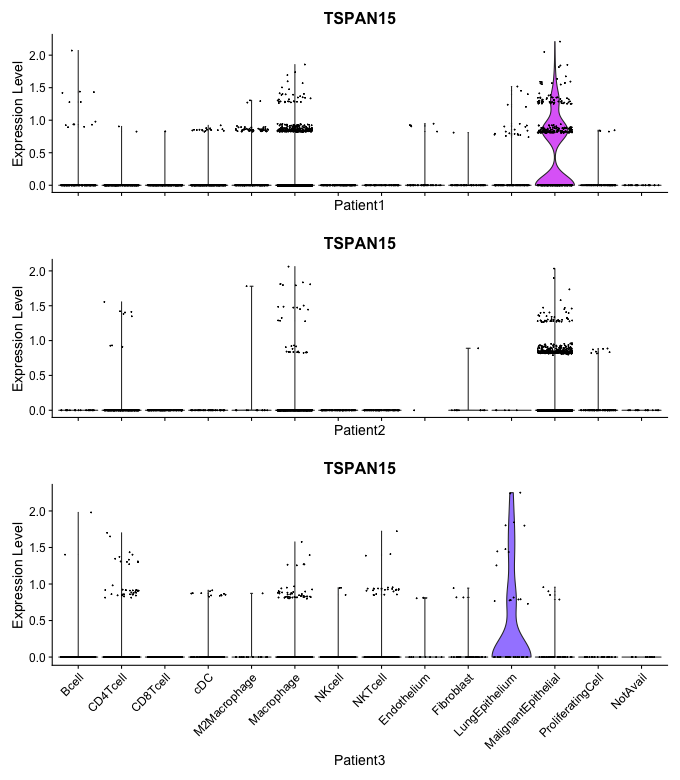 TSPAN15
2.0
1.5
1.0
0.5
0.0
Expression Level
Patient1
TSPAN15
2.0
1.5
1.0
0.5
0.0
Expression Level
Patient2
TSPAN15
2.0
1.5
1.0
0.5
0.0
Expression Level
Bcell
CD4Tcell
CD8Tcell
cDC
M2Macrophage
Macrophage
NKcell
NKTcell
Endothelium
Fibroblast
LungEpithelium
MalignantEpithelial
ProliferatingCell
NotAvail
Patient3